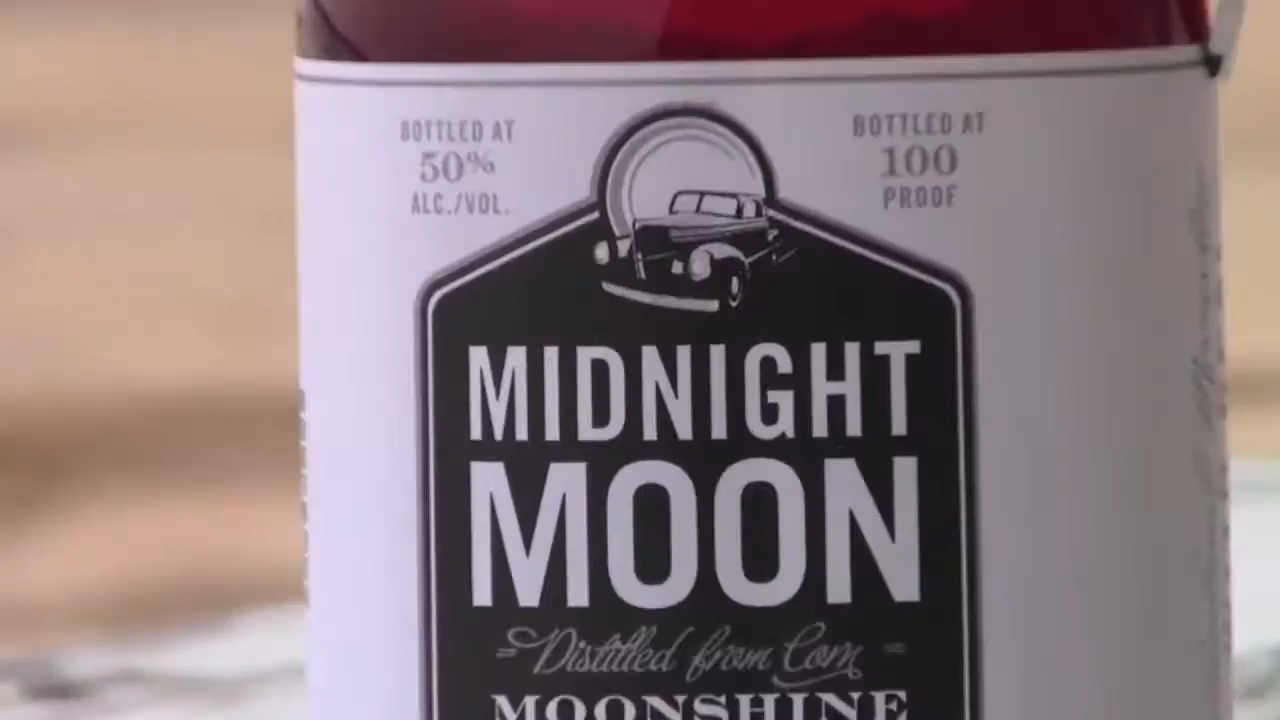 BOTTLED AT
50%
ALC./VOL.
BOTTLED AT
100
PROOF
MIDNIGHT
MOON
Distilled from Corn
MOONSHINE